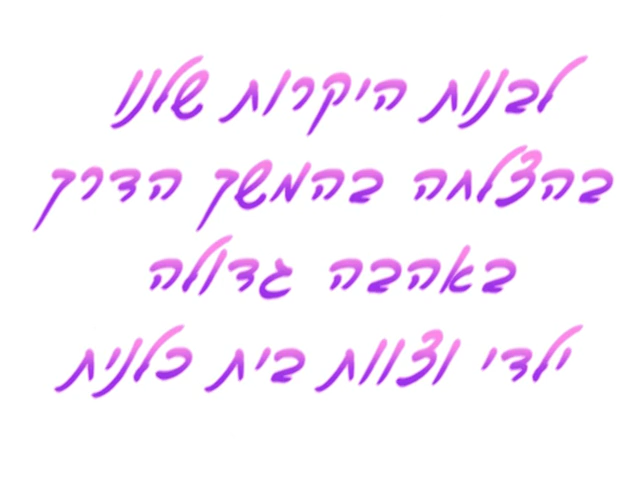 לבנות היקרות שלנו
בהצלחה בהמשך הדרך
באהבה גדולה
ילדי וצוות בית כלנית